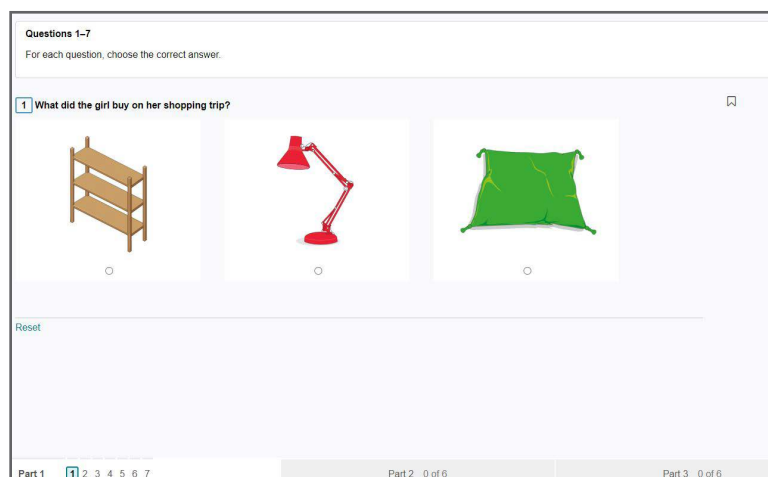 Questions 1–7
For each question, choose the correct answer.
1 What did the girl buy on her shopping trip?
Reset
Part 1 1 2 3 4 5 6 7 Part 2 0 of 6 Part 3 0 of 6